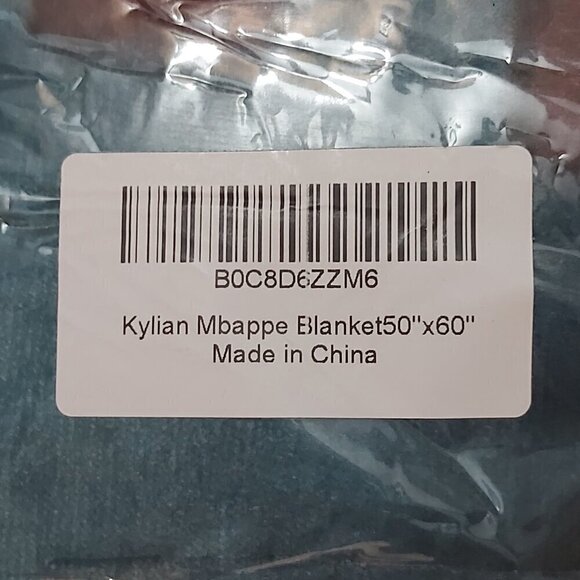 B0C8D6ZZM6
Kylian Mbappe Blanket50"x60"
Made in China